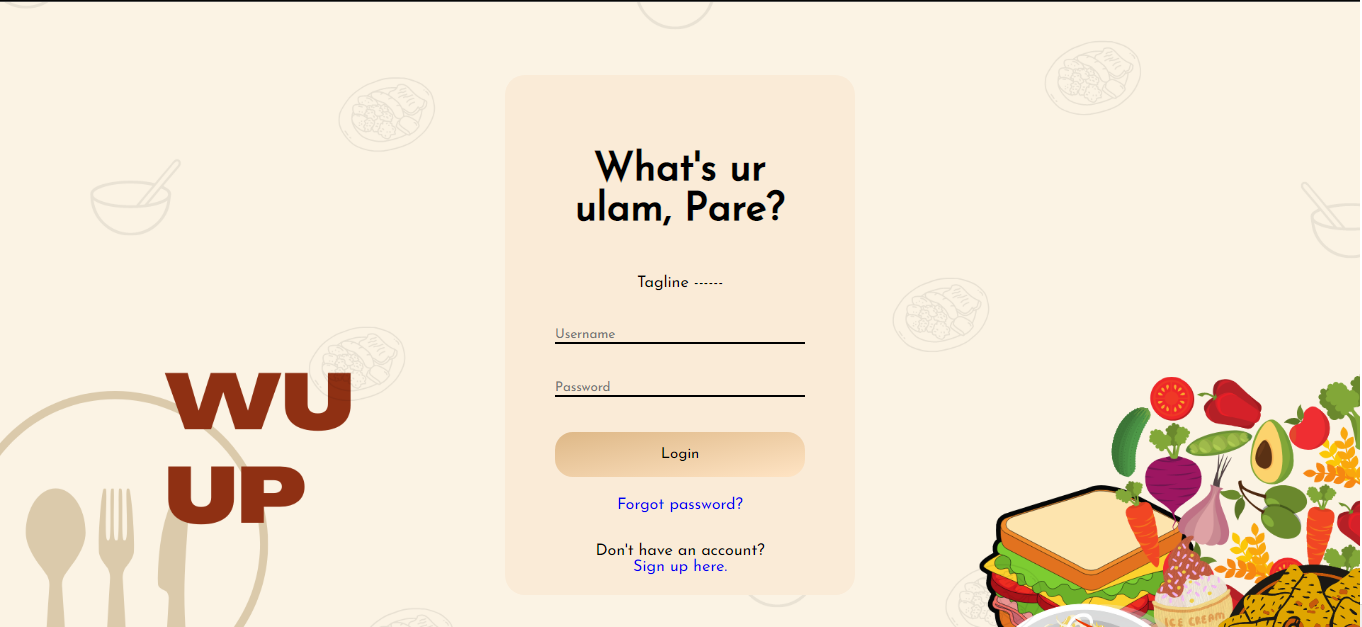 What's ur
ulam, Pare?
Tagline ------
Username
Password
Login
Forgot password?
Don't have an account?
Sign up here.
WU
UP
ICE CREAM